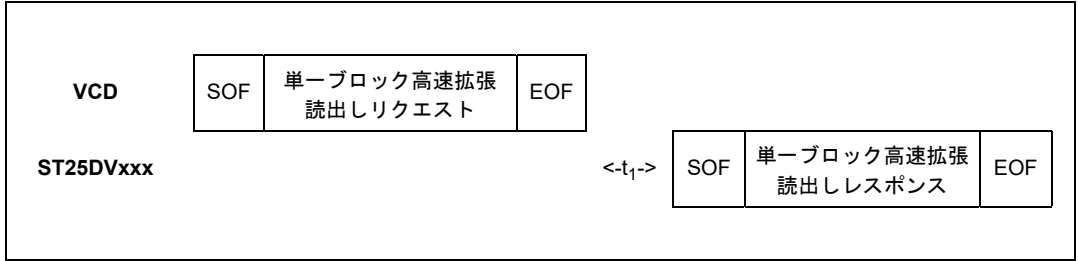 VCD
SOF
単一ブロック高速拡張
読出しリクエスト
EOF
ST25DVxxx
<-t1->
SOF
単一ブロック高速拡張
読出しレスポンス
EOF